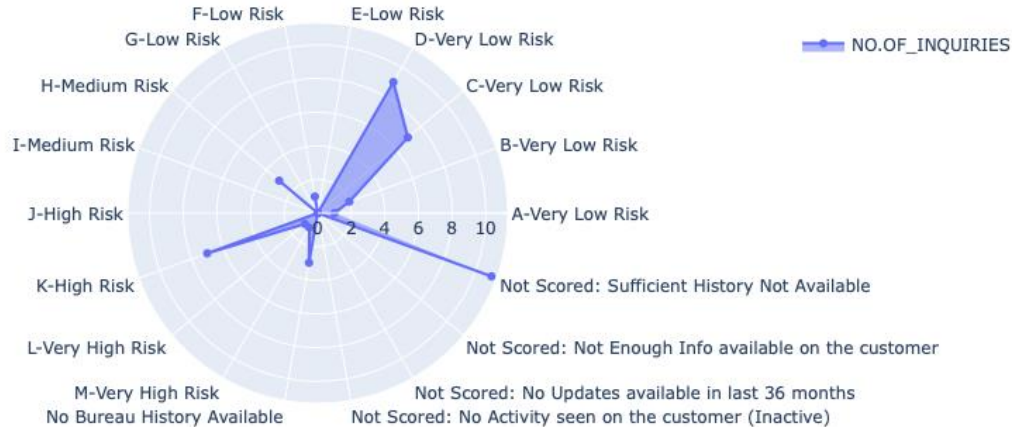 F-Low Risk
E-Low Risk
G-Low Risk
D-Very Low Risk
NO.OF_INQUIRIES
H-Medium Risk
C-Very Low Risk
I-Medium Risk
B-Very Low Risk
J-High Risk
A-Very Low Risk
0 2 4 6 8 10
K-High Risk
Not Scored: Sufficient History Not Available
L-Very High Risk
Not Scored: Not Enough Info available on the customer
M-Very High Risk
Not Scored: No Updates available in last 36 months
No Bureau History Available
Not Scored: No Activity seen on the customer (Inactive)